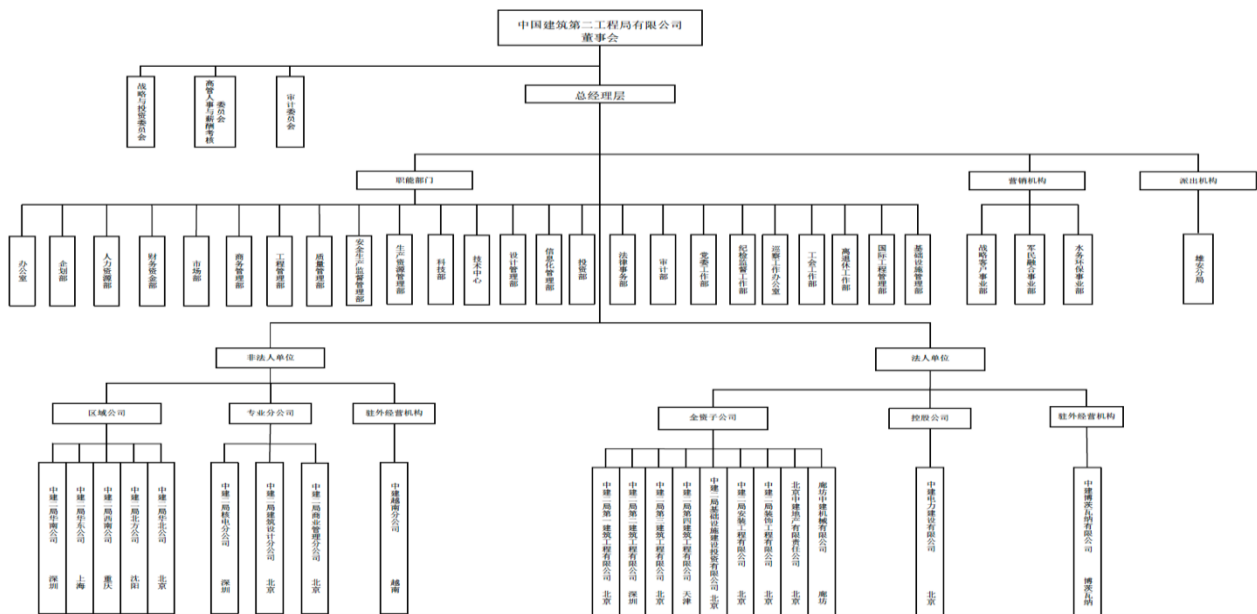 中国建筑第二工程局有限公司
董事会
战略与投资委员会
高管人事与薪酬考核
委员会
审计委员会
总经理层
职能部门
营销机构
派出机构
办公室
企划部
人力资源部
财务资金部
市场部
商务管理部
工程管理部
质量管理部
安全生产监督管理部
生产资源管理部
科技部
技术中心
设计管理部
信息化管理部
投资部
法律事务部
审计部
党委工作部
纪检监督工作部
巡察工作办公室
工会工作部
离退休工作部
国际工程管理部
基础设施管理部
战略客户事业部
军民融合事业部
水务环保事业部
雄安分局
非法人单位
法人单位
区域公司
专业分公司
驻外经营机构
全资子公司
控股公司
驻外经营机构
中建二局华南公司 深圳
中建二局华东公司 上海
中建二局西南公司 重庆
中建二局北方公司 沈阳
中建二局华北公司 北京
中建二局核电分公司 深圳
中建二局建筑设计分公司 北京
中建二局商业管理分公司 北京
中建越南分公司 越南
中建二局第一建筑工程有限公司 北京
中建二局第二建筑工程有限公司 深圳
中建二局第三建筑工程有限公司 北京
中建二局第四建筑工程有限公司 天津
中建二局基础设施建设投资有限公司 北京
中建二局安装工程有限公司 北京
中建二局装饰工程有限公司 北京
北京中建地产有限责任公司 北京
廊坊中建机械有限公司 廊坊
中建电力建设有限公司 北京
中建博茨瓦纳有限公司 博茨瓦纳